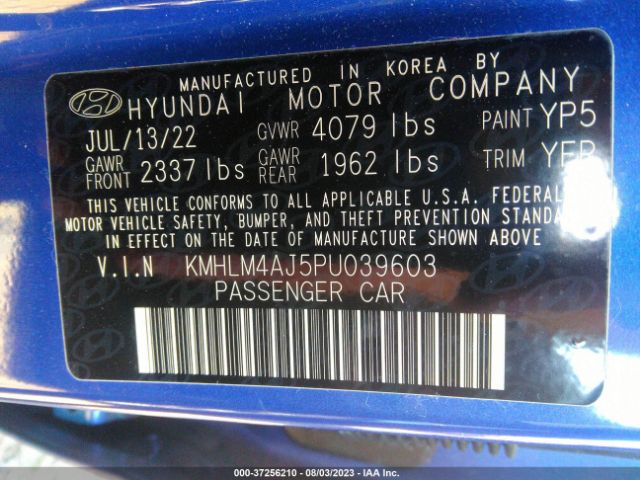 MANUFACTURED IN KOREA BY
HYUNDAI MOTOR COMPANY
JUL/13/22 GVWR 4079 lbs PAINT YP5
GAWR FRONT 2337 lbs GAWR REAR 1962 lbs TRIM
THIS VEHICLE CONFORMS TO ALL APPLICABLE U.S.A. FEDERAL
MOTOR VEHICLE SAFETY, BUMPER, AND THEFT PREVENTION STANDARDS
IN EFFECT ON THE DATE OF MANUFACTURE SHOWN ABOVE
V.I.N KMHLM4AJ5PU039603
PASSENGER CAR
000-37256210 - 08/03/2023 - IAA Inc.